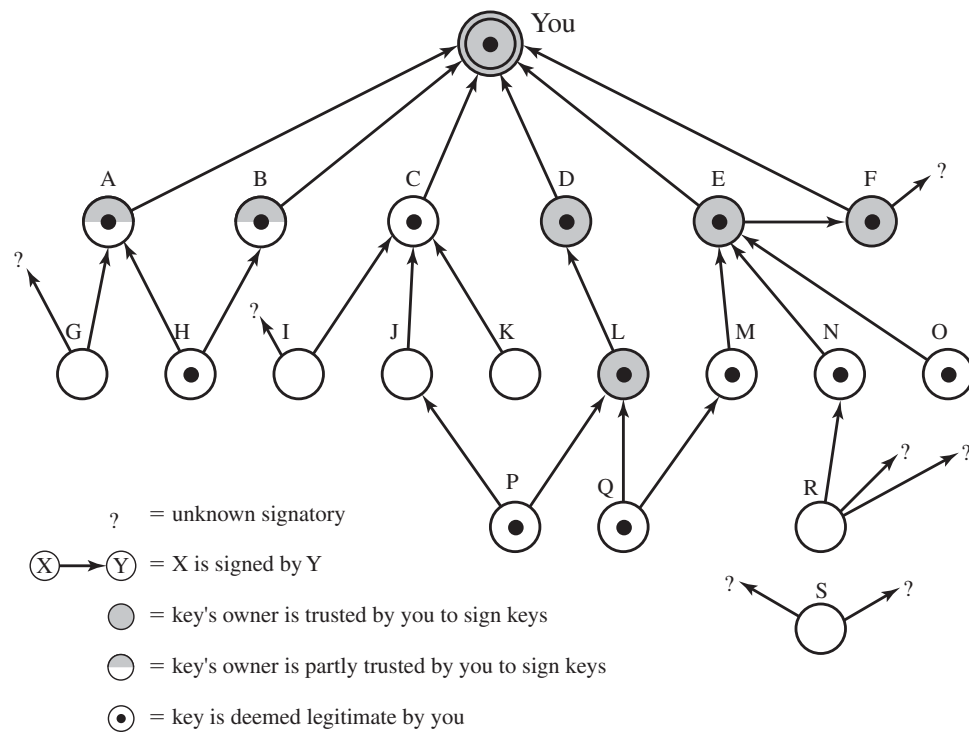 You
A B C D E F ?
?
G H ? I J K L M N O
? ?
P Q R
? = unknown signatory
X Y = X is signed by Y
? S ?
= key's owner is trusted by you to sign keys
= key's owner is partly trusted by you to sign keys
= key is deemed legitimate by you